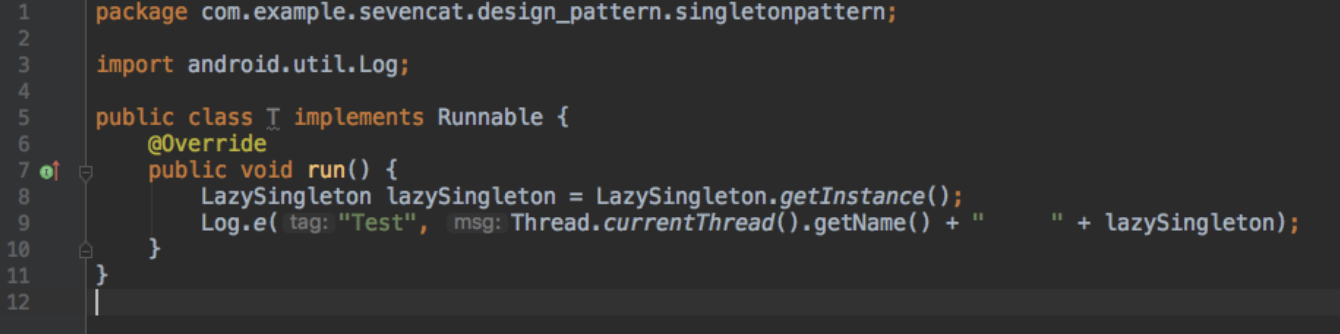 1 package com.example.sevencat.design_pattern.singletonpattern;
2
3 import android.util.Log;
4
5 public class T implements Runnable {
6     @Override
7     public void run() {
8         LazySingleton lazySingleton = LazySingleton.getInstance();
9         Log.e( tag: "Test",  msg: Thread.currentThread().getName() + "     " + lazySingleton);
10     }
11 }
12